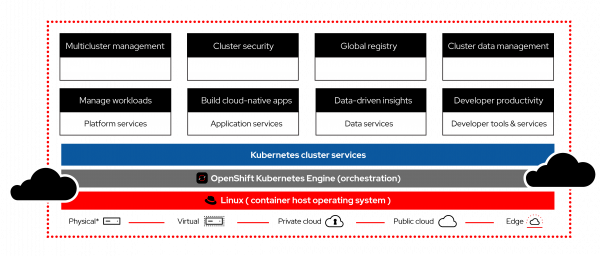 Multicluster management
Cluster security
Global registry
Cluster data management
Manage workloads
Build cloud-native apps
Data-driven insights
Developer productivity
Platform services
Application services
Data services
Developer tools & services
Kubernetes cluster services
OpenShift Kubernetes Engine (orchestration)
Linux ( container host operating system )
Physical*
Virtual
Private cloud
Public cloud
Edge